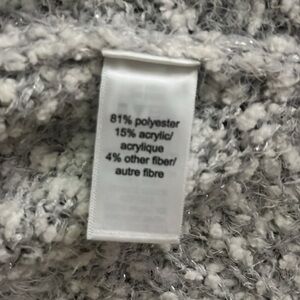 81% polyester
15% acrylic/
acrylique
4% other fiber/
autre fibre